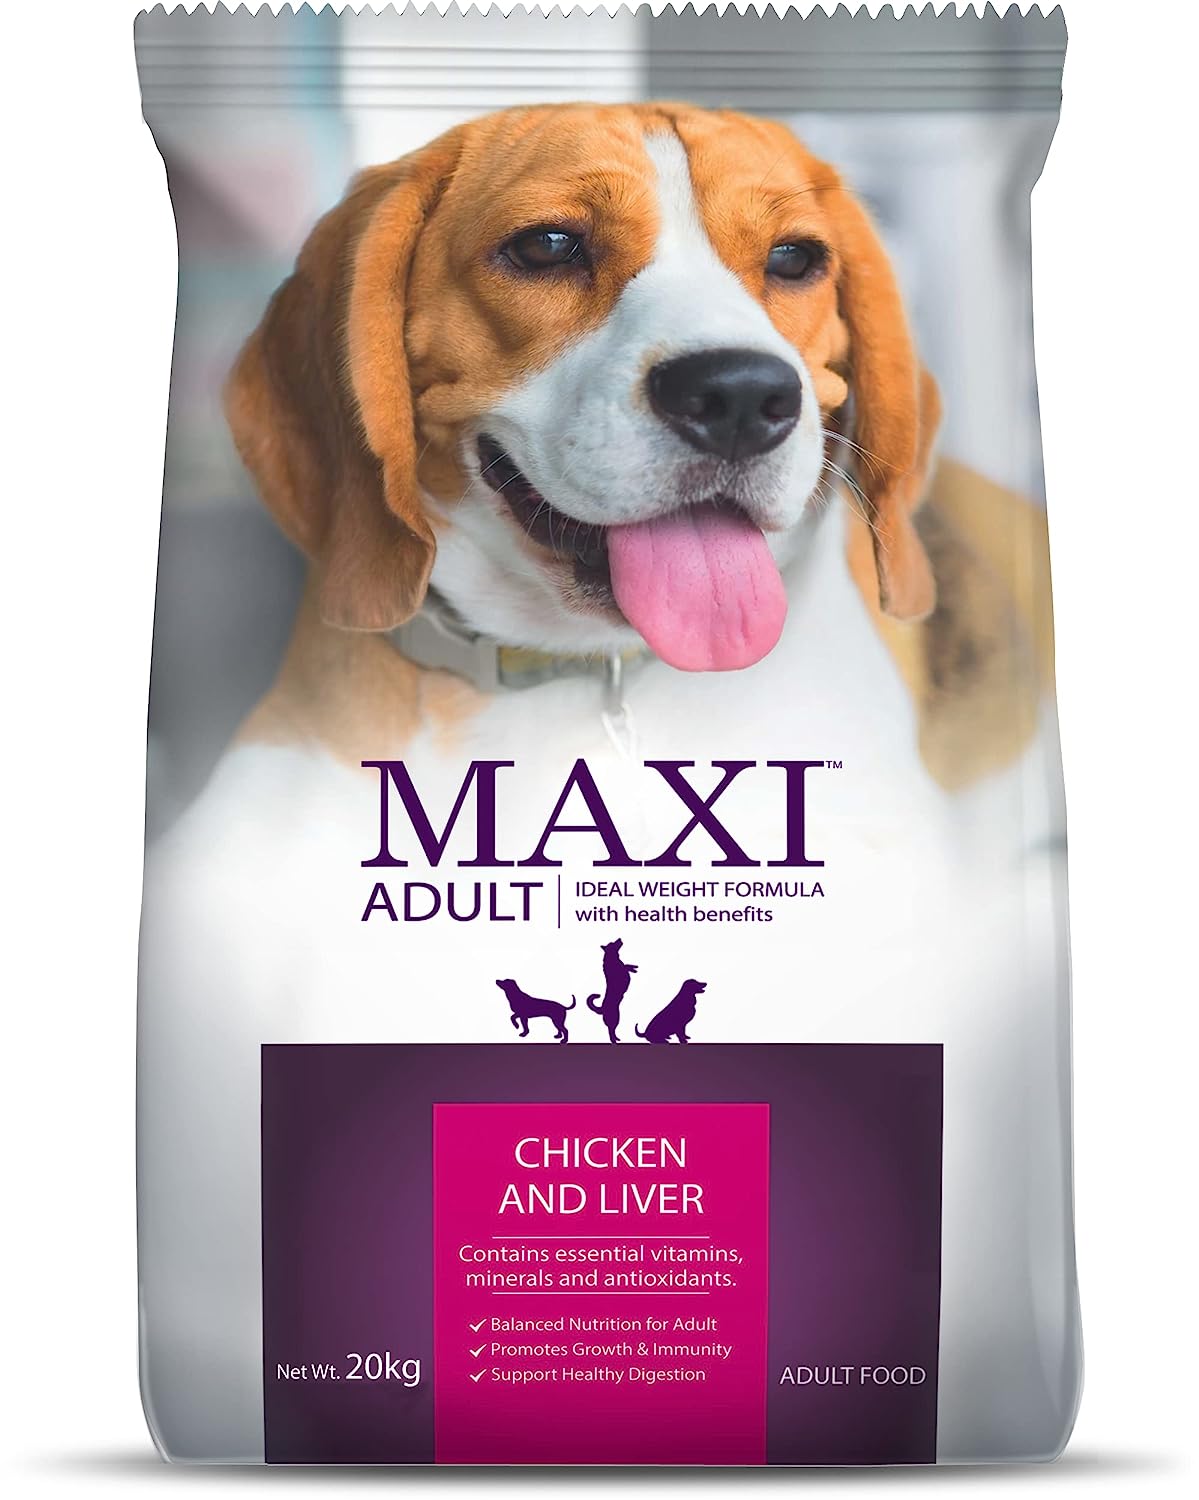 MAXI™
ADULT
IDEAL WEIGHT FORMULA
with health benefits
CHICKEN
AND LIVER
Contains essential vitamins,
minerals and antioxidants.
✓ Balanced Nutrition for Adult
✓ Promotes Growth & Immunity
✓ Support Healthy Digestion
Net Wt. 20kg
ADULT FOOD